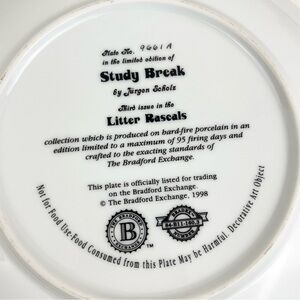 Plate No. 9661A
in the limited edition of
Study Break
by Jürgen Scholz
Third issue in the
Litter Rascals
collection which is produced on hard-fire porcelain in an
edition limited to a maximum of 95 firing days and
crafted to the exacting standards of
The Bradford Exchange.
This plate is officially listed for trading
on the Bradford Exchange.
© The Bradford Exchange, 1998
BRADFORD
B
EXCHANGE
TM
BRADEX
Not for Food Use-Food Consumed from this Plate May be Harmful. Decorative Art Object